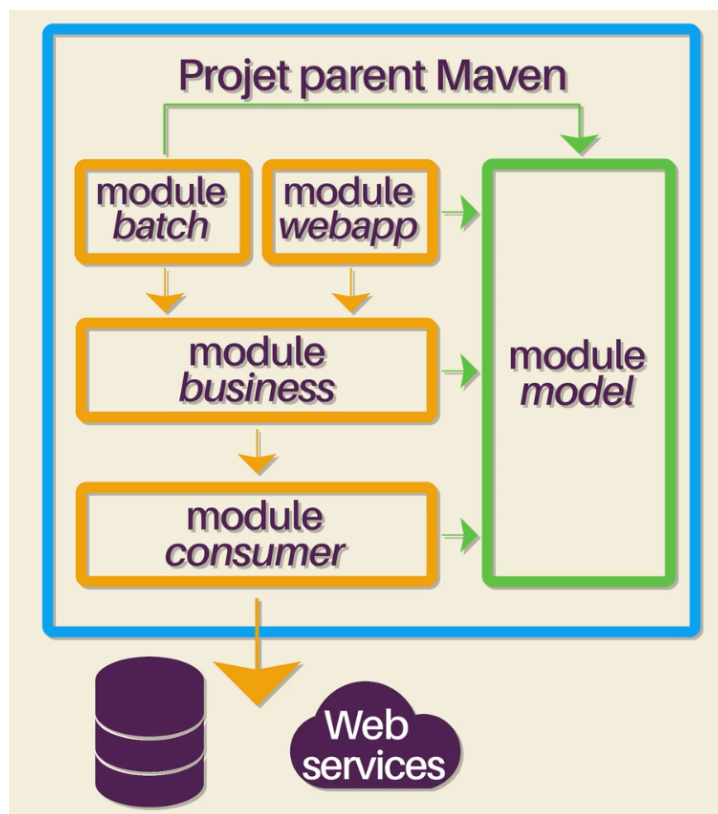 Projet parent Maven
module
batch
module
webapp
module
business
module
model
module
consumer
Web
services